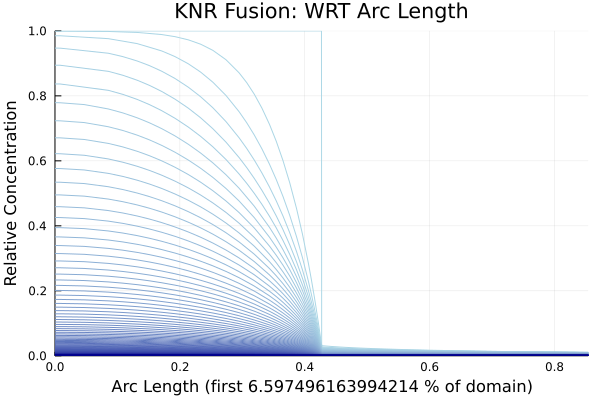 KNR Fusion: WRT Arc Length
Relative Concentration
1.0
0.8
0.6
0.4
0.2
0.0
0.0 0.2 0.4 0.6 0.8
Arc Length (first 6.597496163994214 % of domain)